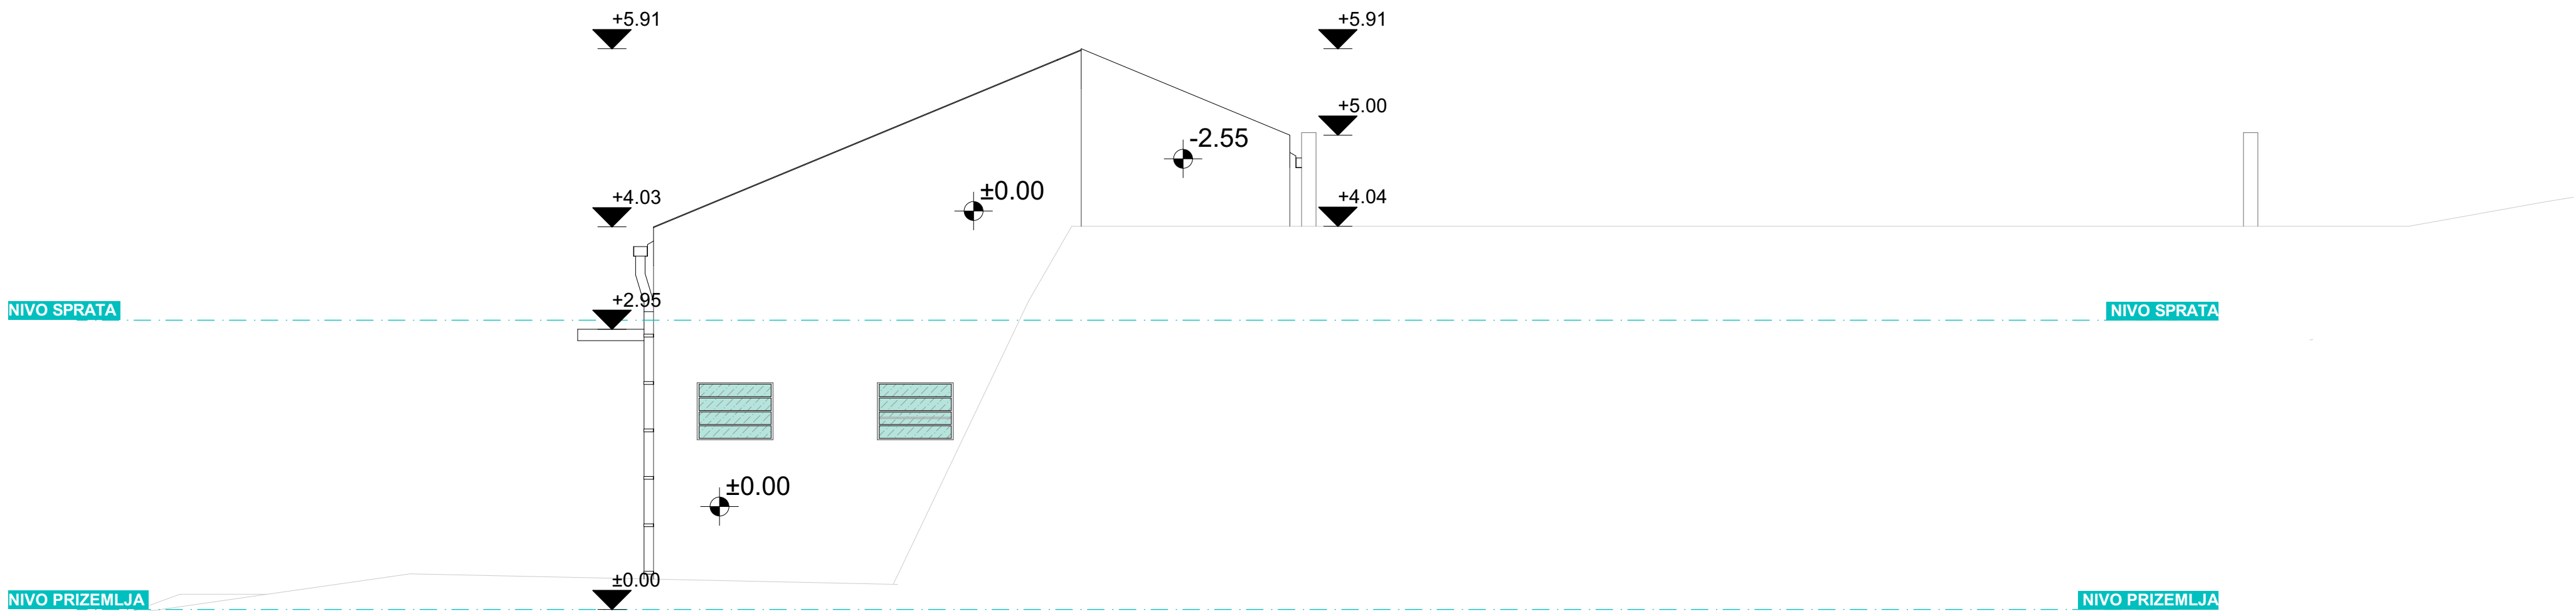 +5.91
+5.91
+5.00
-2.55
±0.00
+4.03
+4.04
+2.95
NIVO SPRATA
NIVO SPRATA
±0.00
±0.00
NIVO PRIZEMLJA
NIVO PRIZEMLJA